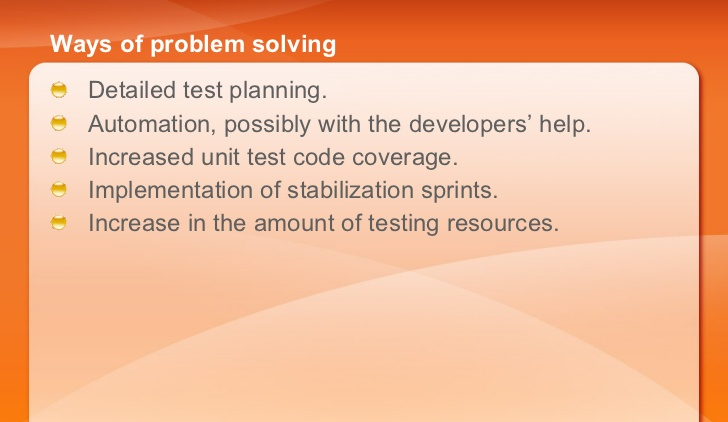 Ways of problem solving
Detailed test planning.
Automation, possibly with the developers’ help.
Increased unit test code coverage.
Implementation of stabilization sprints.
Increase in the amount of testing resources.